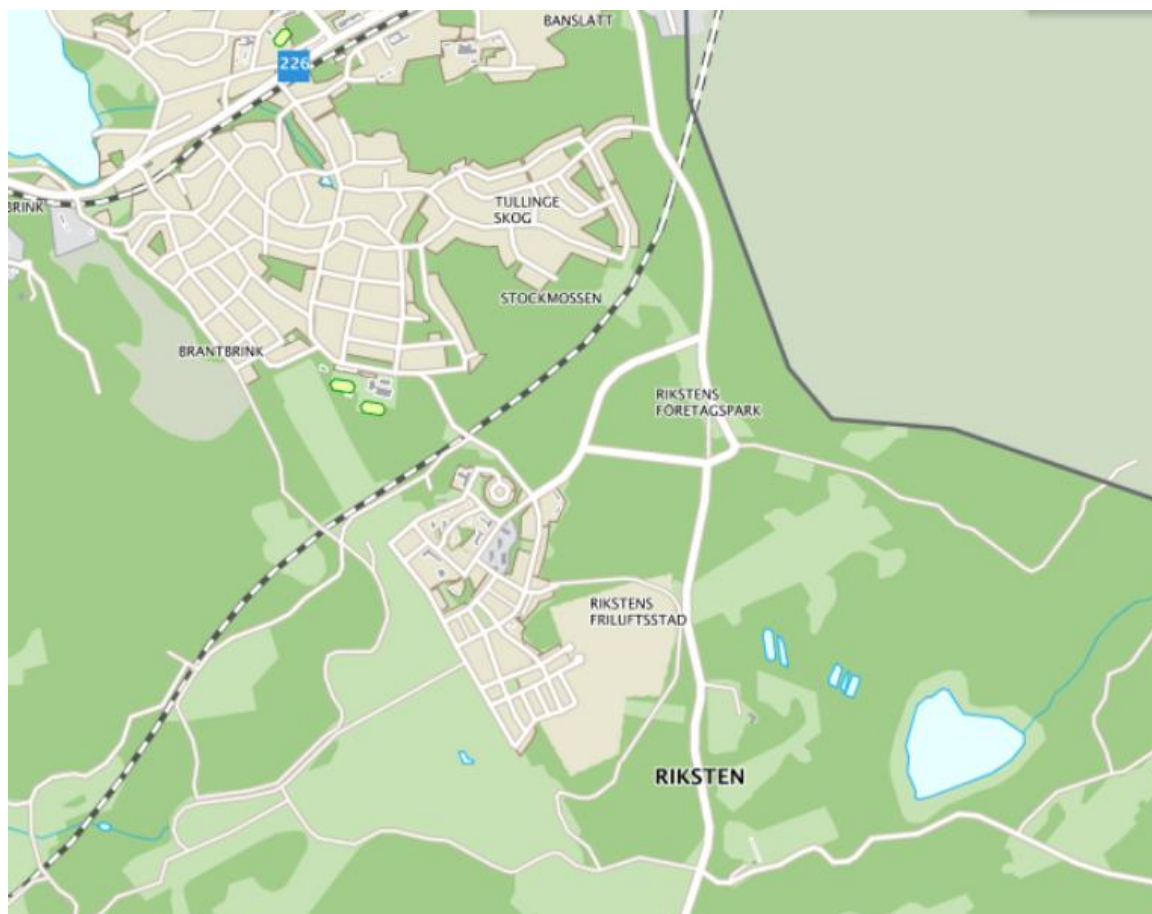 BANSLÄTT
226
TULLINGE
SKOG
BRINK
STOCKMOSSEN
BRANTBRINK
RIKSTENS
FÖRETAGSPARK
RIKSTENS
FRILUFTSSTAD
RIKSTEN